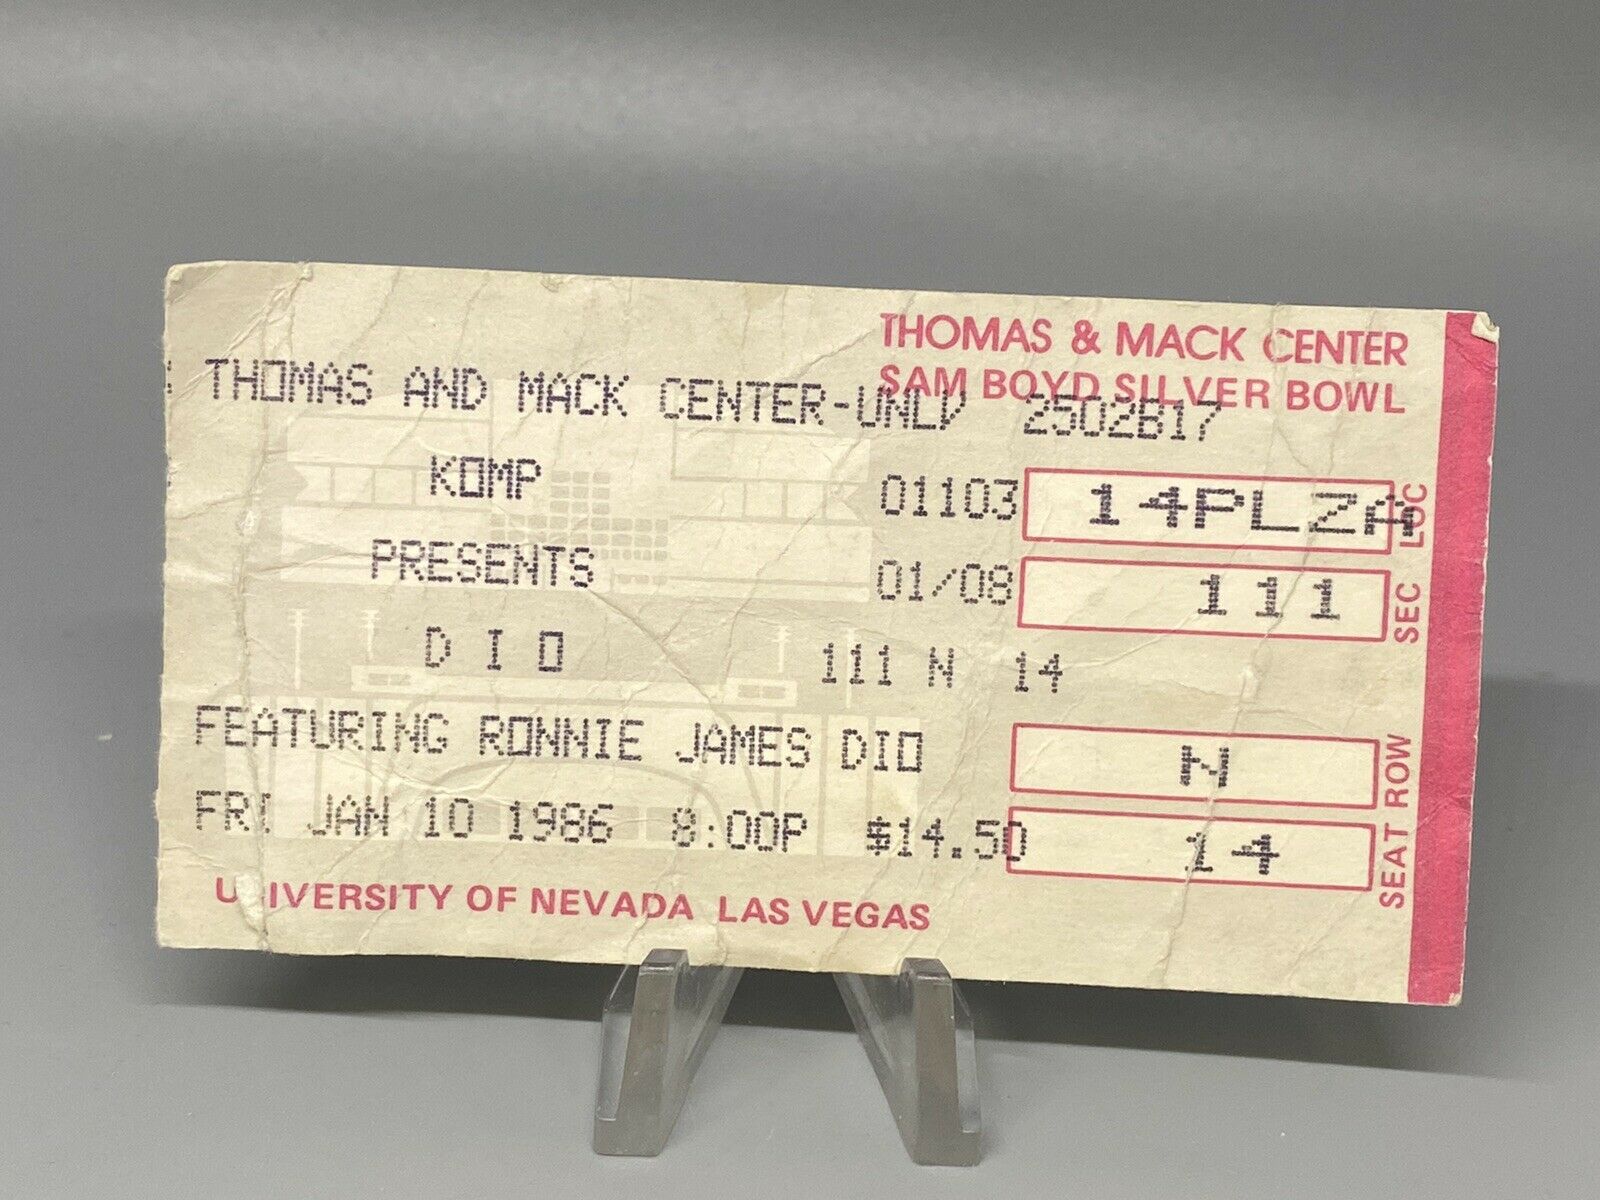 THOMAS & MACK CENTER
SAM BOYD SILVER BOWL
THOMAS AND MACK CENTER-UNLV 2502B17
KOMP 01103 14PLZA LOC
PRESENTS 01/08 111 SEC
D I O 111 N 14
FEATURING RONNIE JAMES DIO N ROW
FRI JAN 10 1986 8:00P $14.50 14 SEAT
UNIVERSITY OF NEVADA LAS VEGAS